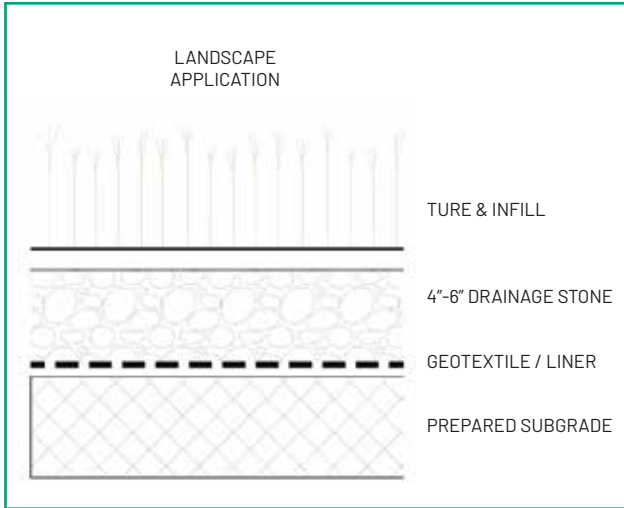 LANDSCAPE
APPLICATION
TURE & INFILL
4"-6" DRAINAGE STONE
GEOTEXTILE / LINER
PREPARED SUBGRADE